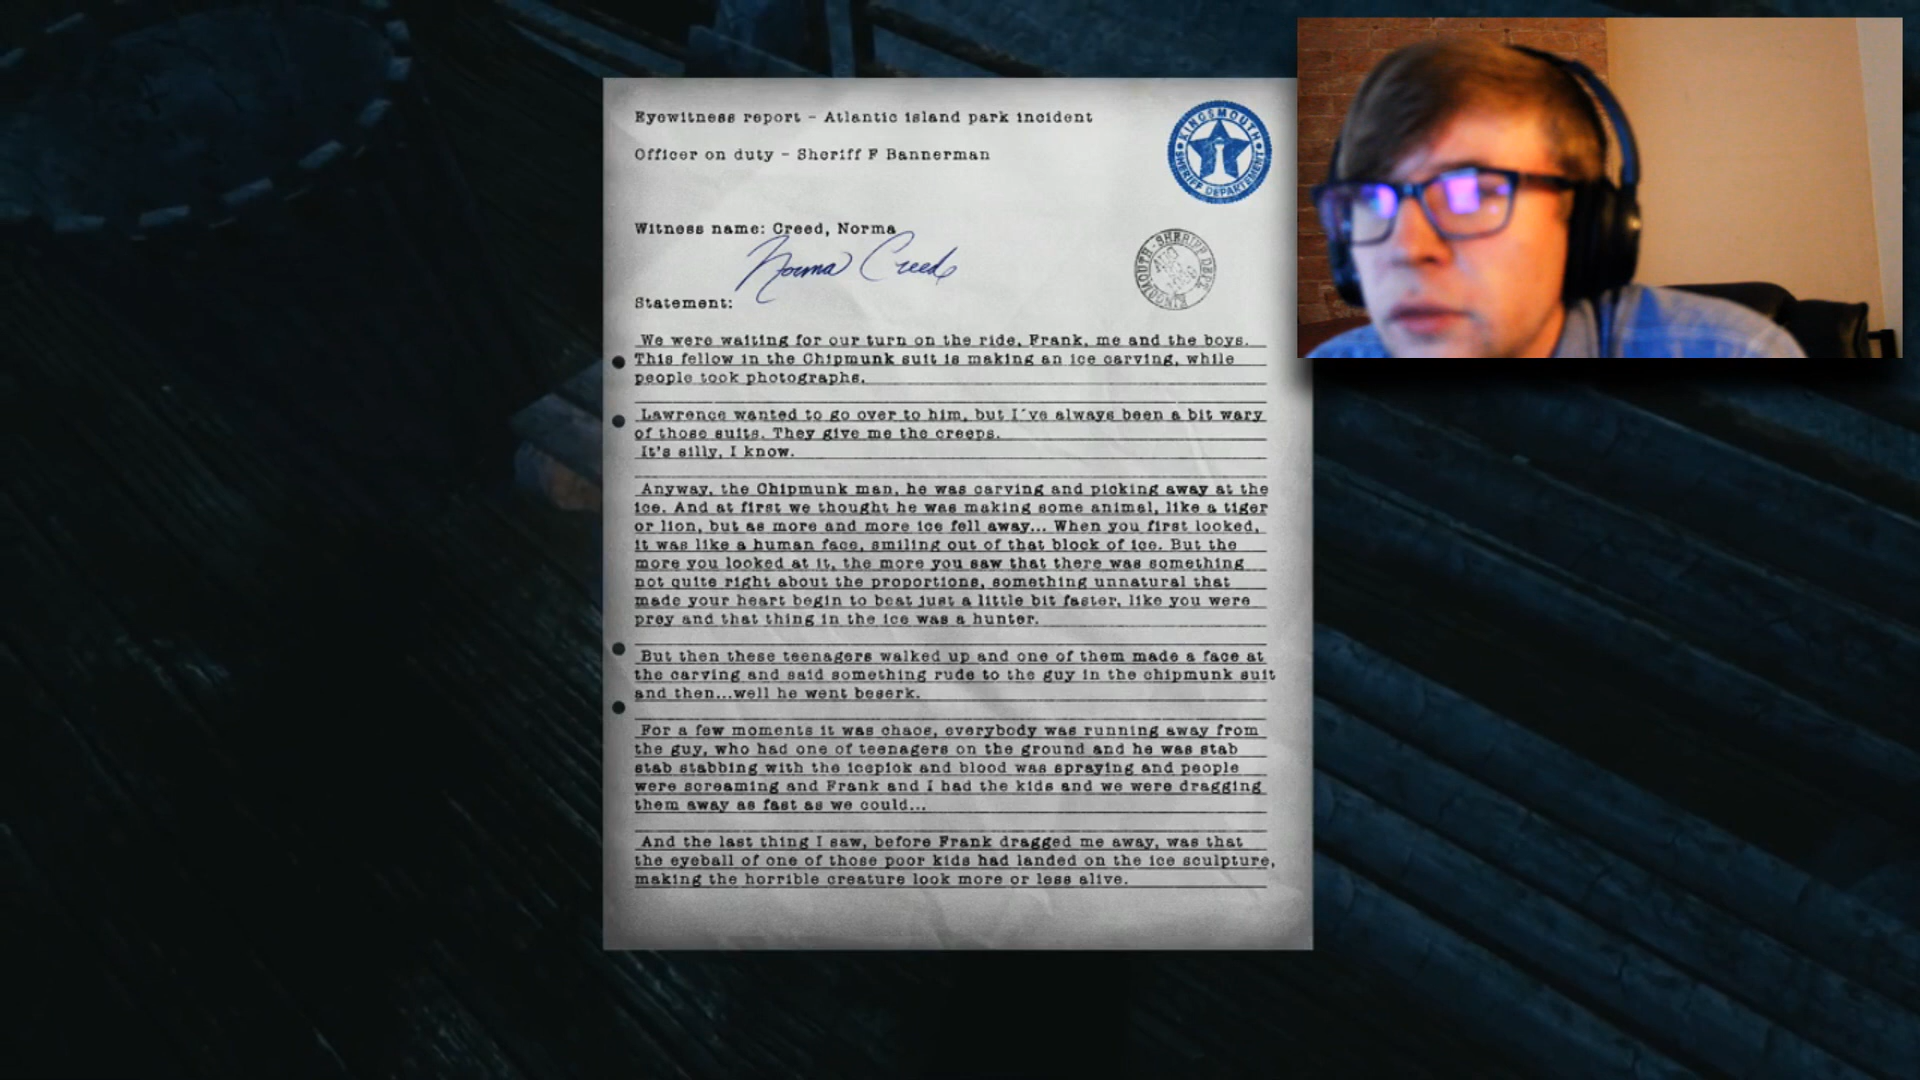 Eyewitness report - Atlantic island park incident
Officer on duty - Sheriff F Bannerman
KINGSMOUTH
SHERIFF DEPARTEMENT
Witness name: Creed, Norma
Norma Creed
KINGSMOUTH - SHERIFF DEPT.
Statement:
We were waiting for our turn on the ride, Frank, me and the boys.
This fellow in the Chipmunk suit is making an ice carving, while
people took photographs.
Lawrence wanted to go over to him, but I´ve always been a bit wary
of those suits. They give me the creeps.
It's silly, I know.
Anyway, the Chipmunk man, he was carving and picking away at the
ice. And at first we thought he was making some animal, like a tiger
or lion, but as more and more ice fell away... When you first looked,
it was like a human face, smiling out of that block of ice. But the
more you looked at it, the more you saw that there was something
not quite right about the proportions, something unnatural that
made your heart begin to beat just a little bit faster, like you were
prey and that thing in the ice was a hunter.
But then these teenagers walked up and one of them made a face at
the carving and said something rude to the guy in the chipmunk suit
and then...well he went beserk.
For a few moments it was chaos, everybody was running away from
the guy, who had one of teenagers on the ground and he was stab
stab stabbing with the icepick and blood was spraying and people
were screaming and Frank and I had the kids and we were dragging
them away as fast as we could...
And the last thing I saw, before Frank dragged me away, was that
the eyeball of one of those poor kids had landed on the ice sculpture,
making the horrible creature look more or less alive.